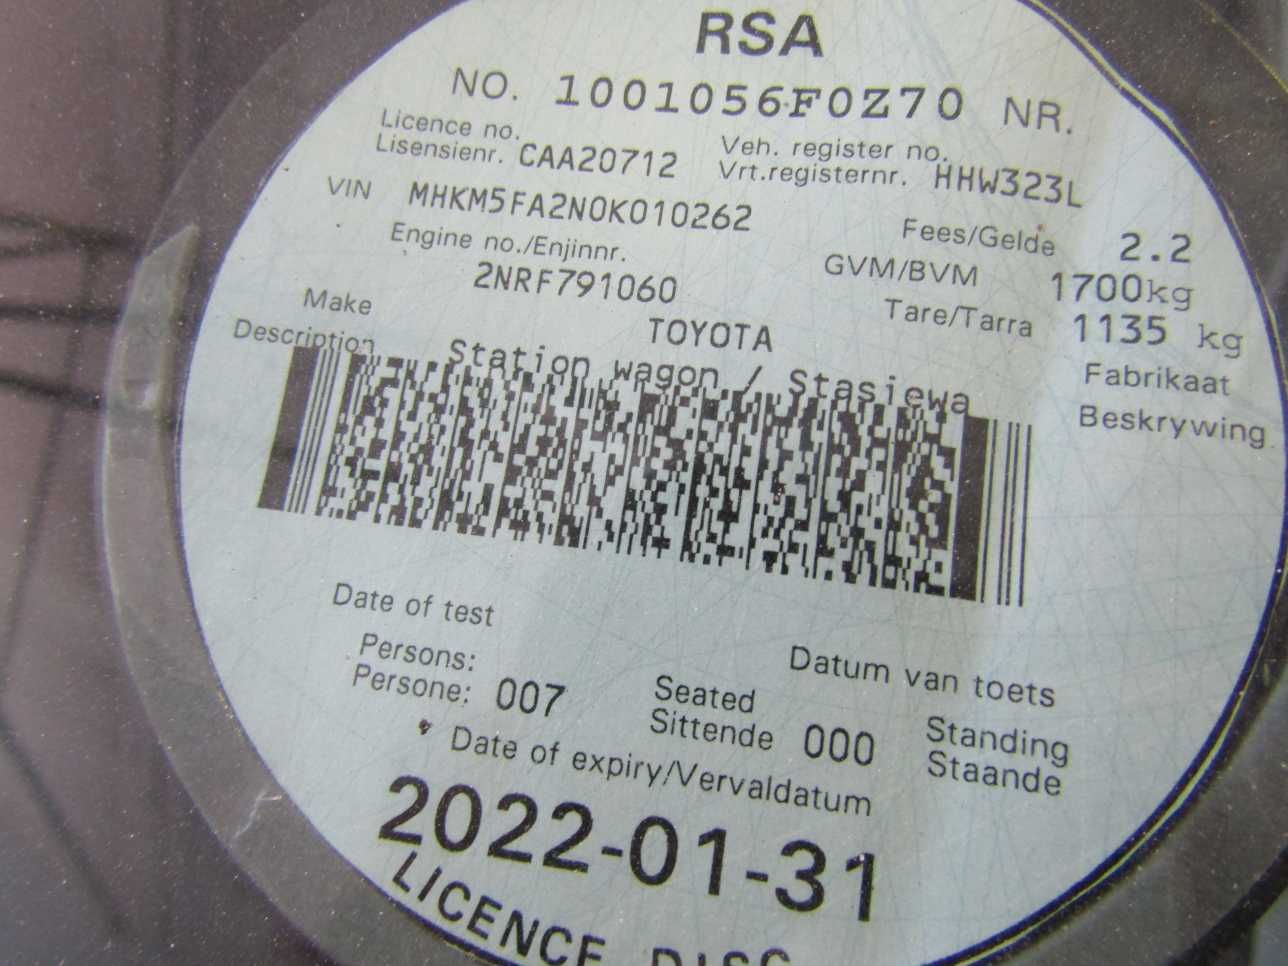 RSA
NO. 1001056F0Z70 NR.
Licence no.
Lisensienr. CAA20712
Veh. register no.
Vrt.registernr. HHW323L
VIN MHKM5FA2N0K010262
Fees/Gelde 2.2
Engine no./Enjinnr.
2NRF791060
GVM/BVM 1700kg
Tare/Tarra 1135 kg
Make TOYOTA Fabrikaat
Description Station wagon / Stasiewa Beskrywing
Date of test Datum van toets
Persons:
Persone: 007
Seated
Sittende 000
Standing
Staande
Date of expiry/Vervaldatum
2022-01-31
LICENCE DISC